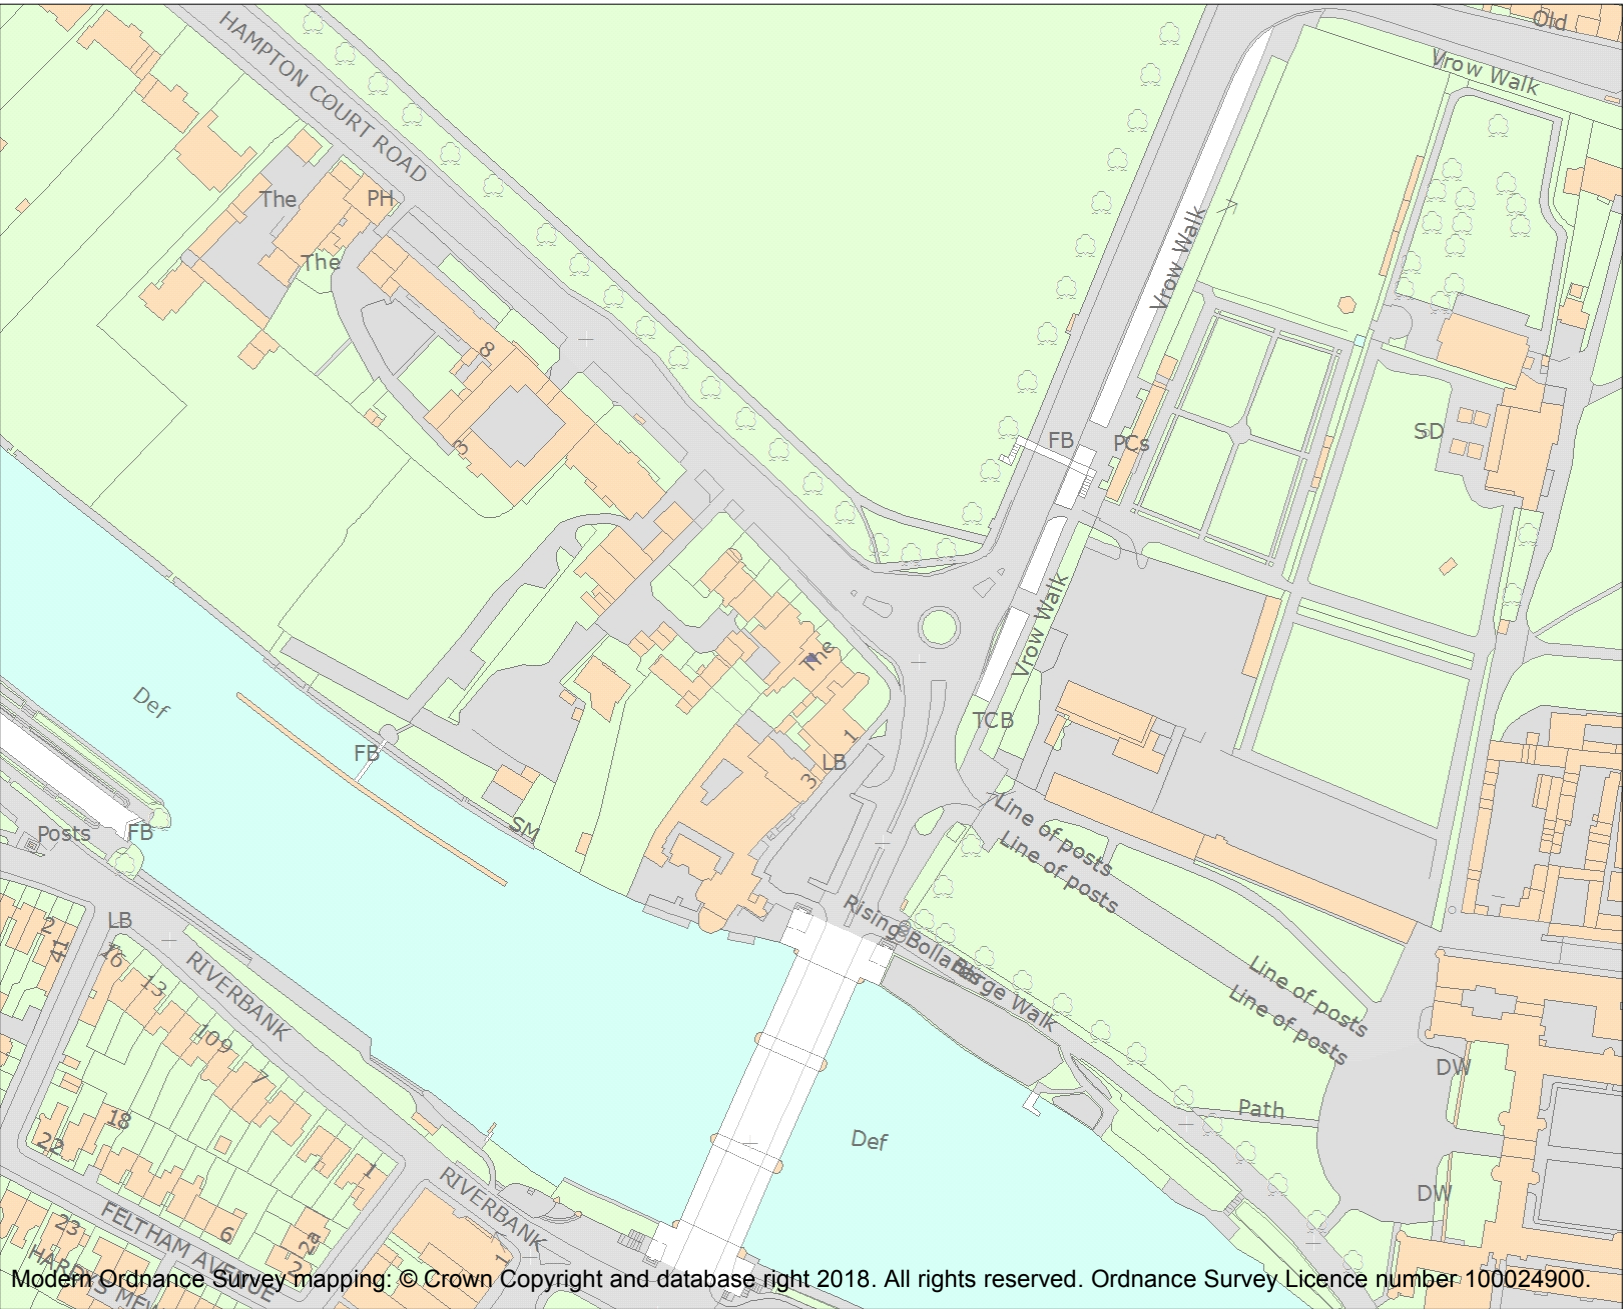 Old
Vrow Walk
HAMPTON COURT ROAD
The
PH
The
Vrow Walk
8
FB
PCs
SD
3
Vrow Walk
The
Def
TCB
1
LB
FB
3
SM
Posts
FB
Line of posts
Line of posts
LB
2
41
16
13
RIVERBANK
109
7
Rising Bollards
Barge Walk
Line of posts
Line of posts
DW
Path
18
22
Def
1
RIVERBANK
DW
FELTHAM AVENUE
23
6
2a
2
1
HARDYS MEW
Modern Ordnance Survey mapping: © Crown Copyright and database right 2018. All rights reserved. Ordnance Survey Licence number 100024900.